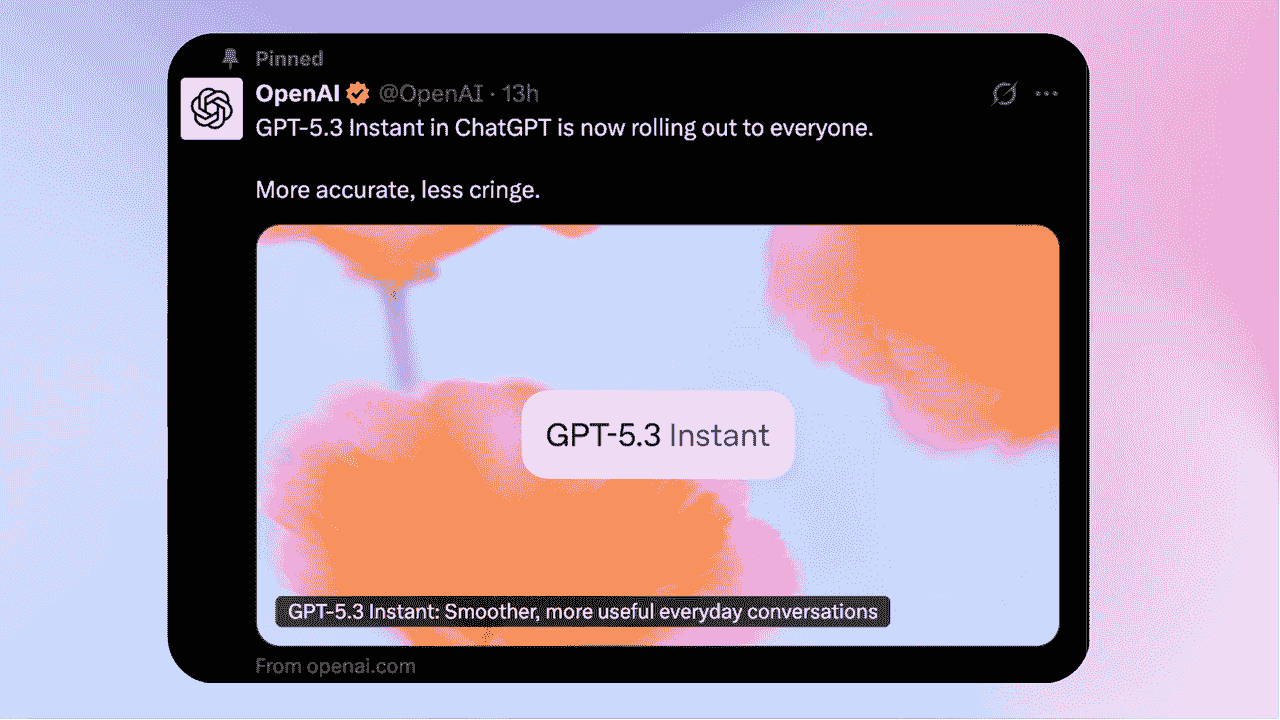 Pinned
OpenAI @OpenAI · 13h
GPT-5.3 Instant in ChatGPT is now rolling out to everyone.
More accurate, less cringe.
GPT-5.3 Instant
GPT-5.3 Instant: Smoother, more useful everyday conversations
From openai.com